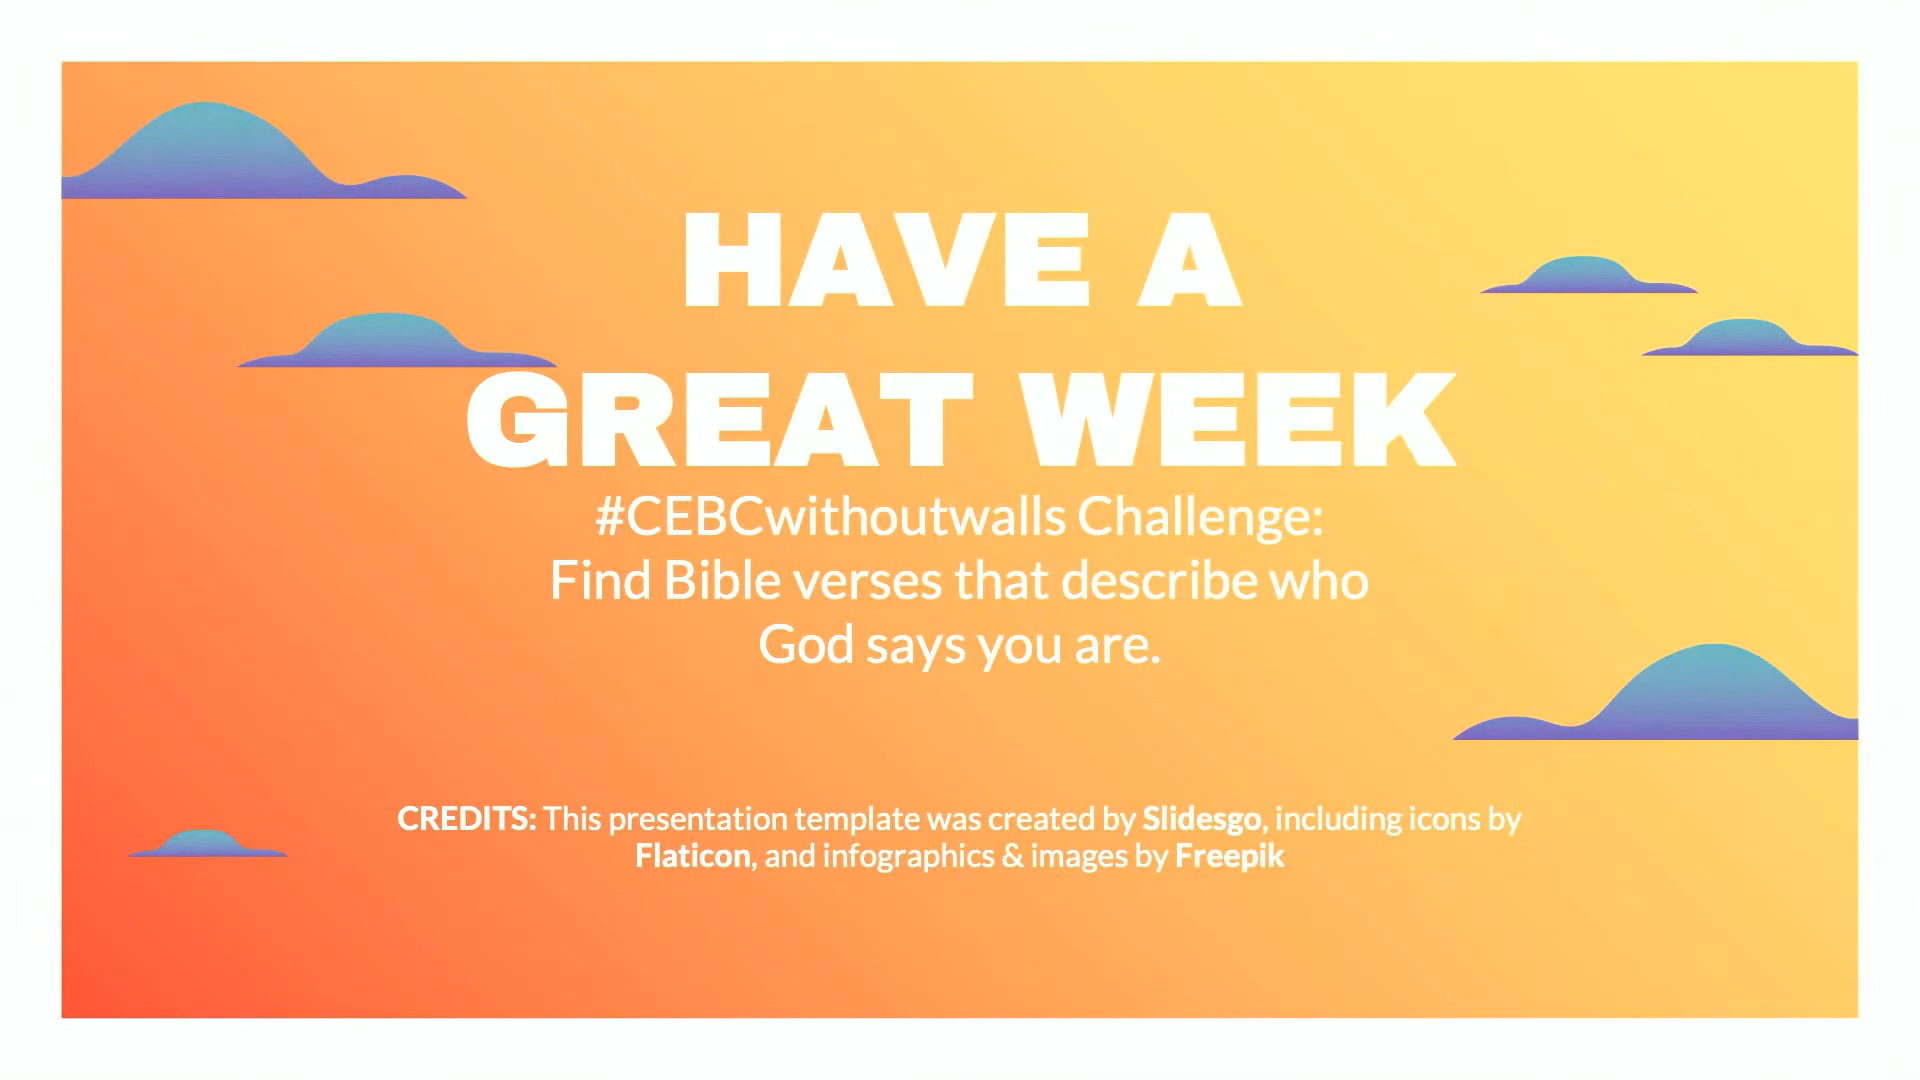 HAVE A
GREAT WEEK
#CEBCwithoutwalls Challenge:
Find Bible verses that describe who
God says you are.
CREDITS: This presentation template was created by Slidesgo, including icons by
Flaticon, and infographics & images by Freepik